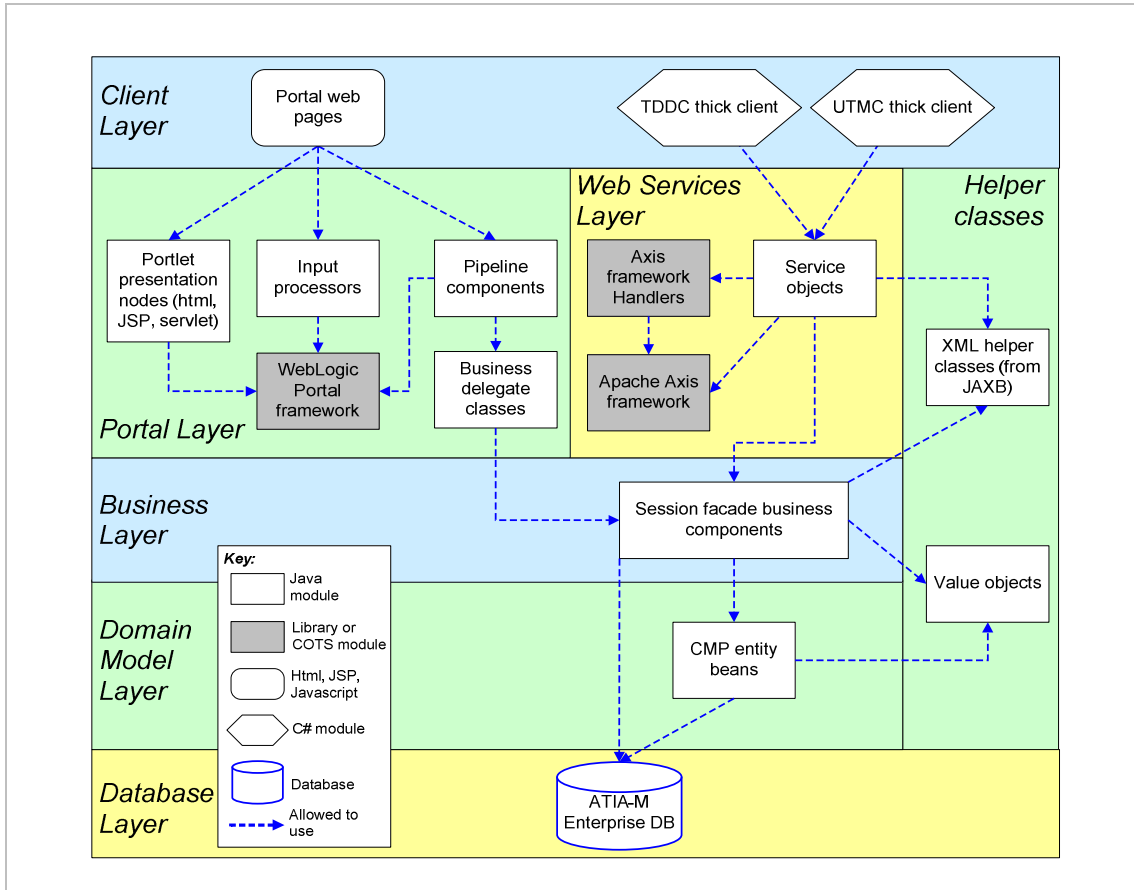 Client
Layer
Portal web
pages
TDDC thick client
UTMC thick client
Web Services
Layer
Helper
classes
Portlet
presentation
nodes (html,
JSP, servlet)
Input
processors
Pipeline
components
Axis
framework
Handlers
Service
objects
WebLogic
Portal
framework
Business
delegate
classes
Apache Axis
framework
XML helper
classes (from
JAXB)
Portal Layer
Business
Layer
Session facade business
components
Value objects
Key:
Java
module
Library or
COTS module
Html, JSP,
Javascript
C# module
Database
Allowed to
use
Domain
Model
Layer
CMP entity
beans
Database
Layer
ATIA-M
Enterprise DB